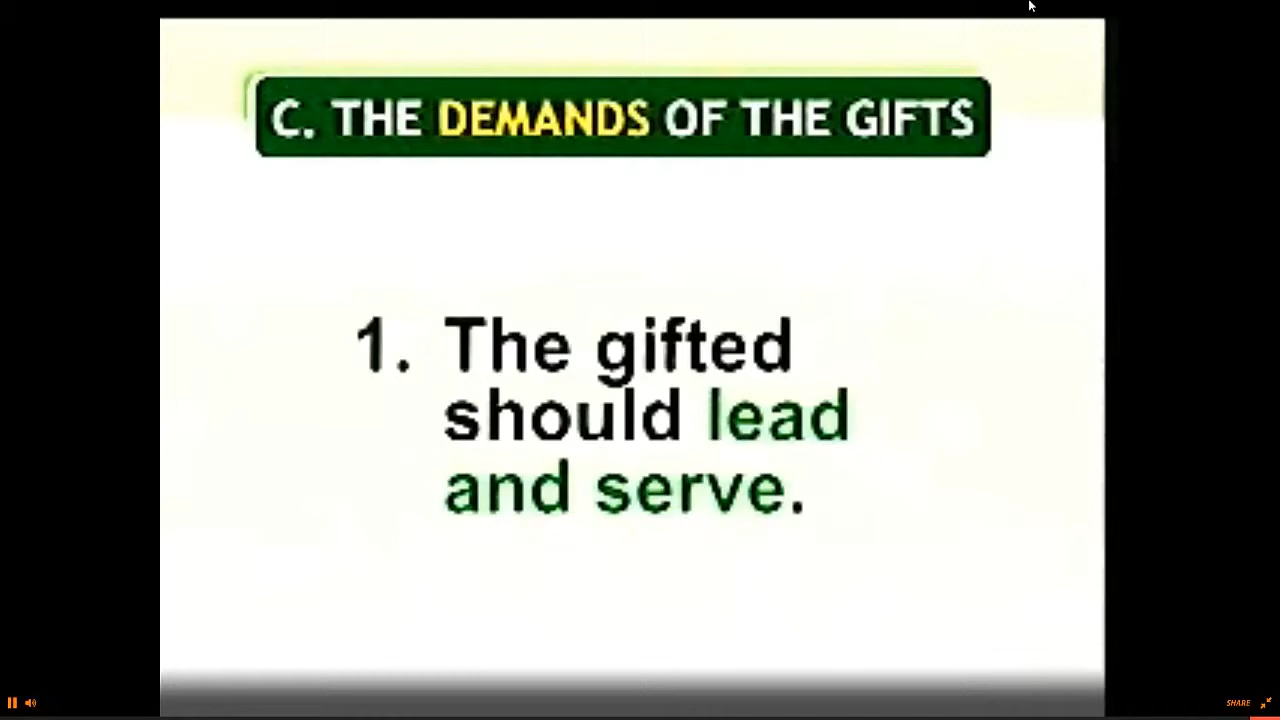 C. THE DEMANDS OF THE GIFTS
1. The gifted
should lead
and serve.
SHARE